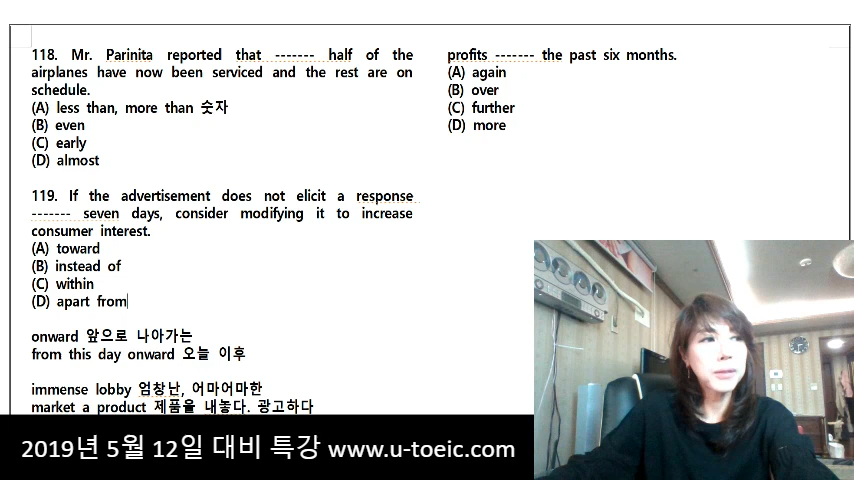 118. Mr. Parinita reported that ------- half of the
airplanes have now been serviced and the rest are on
schedule.
(A) less than, more than 숫자
(B) even
(C) early
(D) almost
119. If the advertisement does not elicit a response
------- seven days, consider modifying it to increase
consumer interest.
(A) toward
(B) instead of
(C) within
(D) apart from
onward 앞으로 나아가는
from this day onward 오늘 이후
immense lobby 엄창난, 어마어마한
market a product 제품을 내놓다. 광고하다
profits ------- the past six months.
(A) again
(B) over
(C) further
(D) more
2019년 5월 12일 대비 특강 www.u-toeic.com